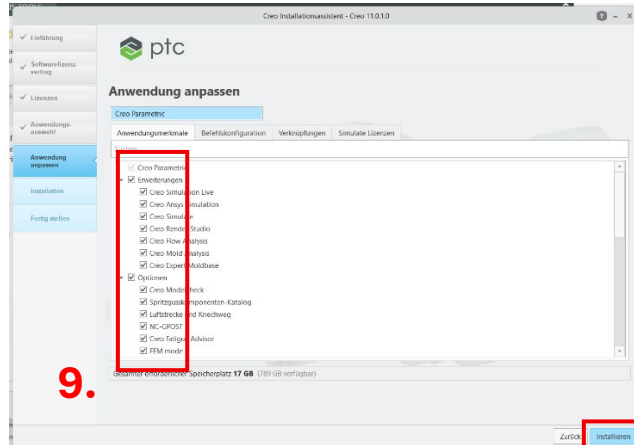 Creo Installationsassistent - Creo 11.0.1.0
Einführung
Softwarelizenz-
vertrag
Lizenzen
Anwendungs-
auswahl
Anwendung
anpassen
Installation
Fertig stellen
ptc
Anwendung anpassen
Creo Parametric
Anwendungsmerkmale Befehlskonfiguration Verknüpfungen Simulate Lizenzen
Suchen
Creo Parametric
Erweiterungen
Creo Simulation Live
Creo Ansys Simulation
Creo Simulate
Creo Render Studio
Creo Flow Analysis
Creo Mold Analysis
Creo Expert Moldbase
Optionen
Creo ModelCheck
Spritzgusskomponenten-Katalog
Luftstrecke und Kriechweg
NC-GPOST
Creo Fatigue Advisor
FEM mode
Gesamter erforderlicher Speicherplatz 17 GB (789 GB verfügbar)
9.
Zurück Installieren